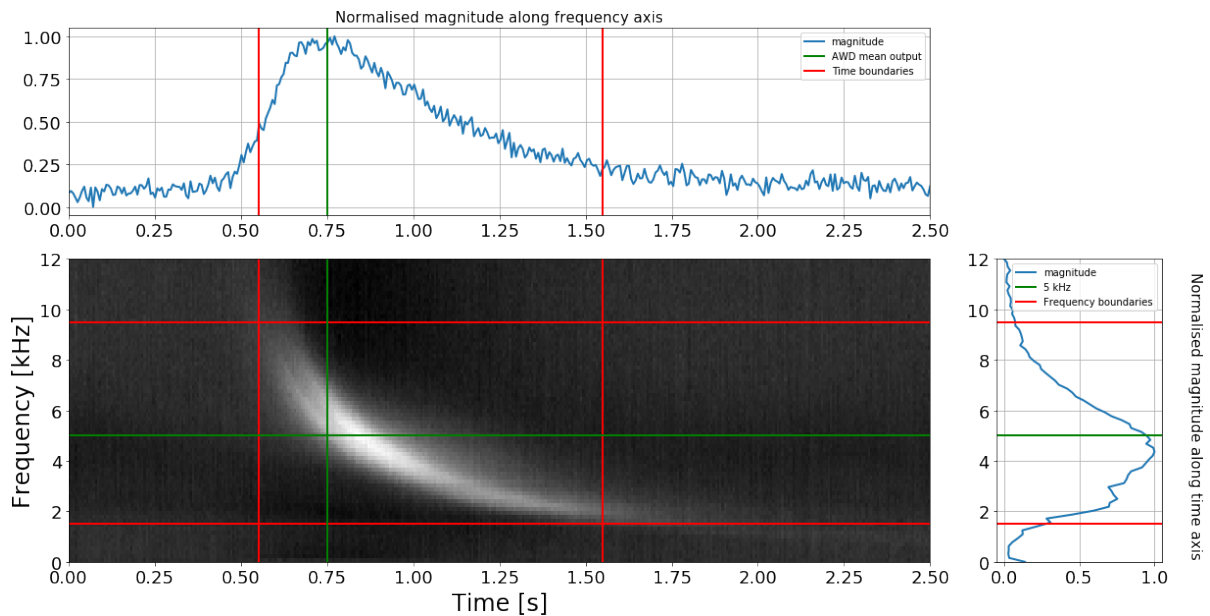 Normalised magnitude along frequency axis
1.00
0.75
0.50
0.25
0.00
magnitude
AWD mean output
Time boundaries
0.00 0.25 0.50 0.75 1.00 1.25 1.50 1.75 2.00 2.25 2.50
Frequency [kHz]
12
10
8
6
4
2
0
0.00 0.25 0.50 0.75 1.00 1.25 1.50 1.75 2.00 2.25 2.50
Time [s]
12
10
8
6
4
2
0
magnitude
5 kHz
Frequency boundaries
0.0 0.5 1.0
Normalised magnitude along time axis